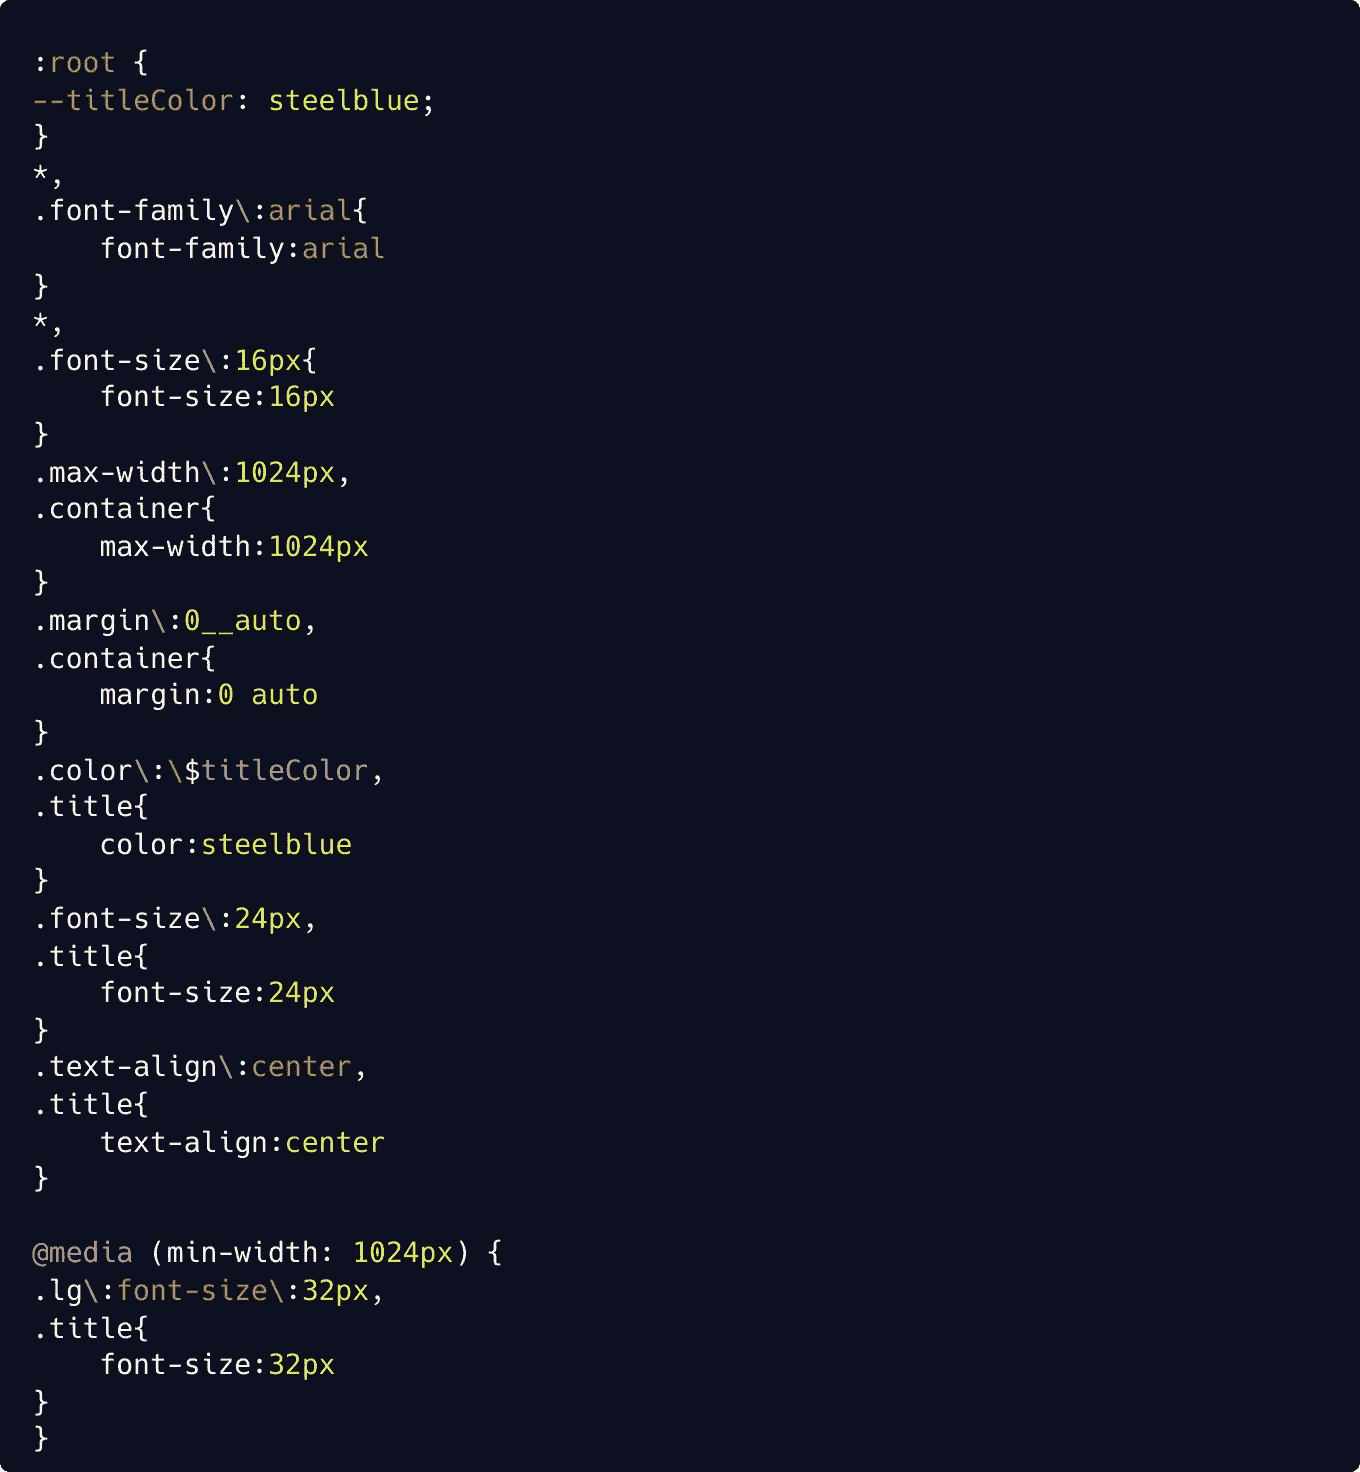 :root {
--titleColor: steelblue;
}
*,
.font-family\:arial{
    font-family:arial
}
*,
.font-size\:16px{
    font-size:16px
}
.max-width\:1024px,
.container{
    max-width:1024px
}
.margin\:0__auto,
.container{
    margin:0 auto
}
.color\:\$titleColor,
.title{
    color:steelblue
}
.font-size\:24px,
.title{
    font-size:24px
}
.text-align\:center,
.title{
    text-align:center
}

@media (min-width: 1024px) {
.lg\:font-size\:32px,
.title{
    font-size:32px
}
}